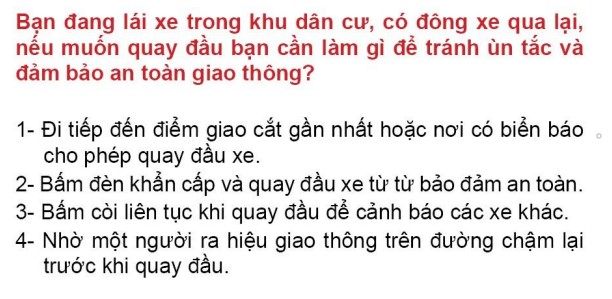 Bạn đang lái xe trong khu dân cư, có đông xe qua lại,
nếu muốn quay đầu bạn cần làm gì để tránh ùn tắc và
đảm bảo an toàn giao thông?
1- Đi tiếp đến điểm giao cắt gần nhất hoặc nơi có biển báo
cho phép quay đầu xe.
2- Bấm đèn khẩn cấp và quay đầu xe từ từ bảo đảm an toàn.
3- Bấm còi liên tục khi quay đầu để cảnh báo các xe khác.
4- Nhờ một người ra hiệu giao thông trên đường chậm lại
trước khi quay đầu.